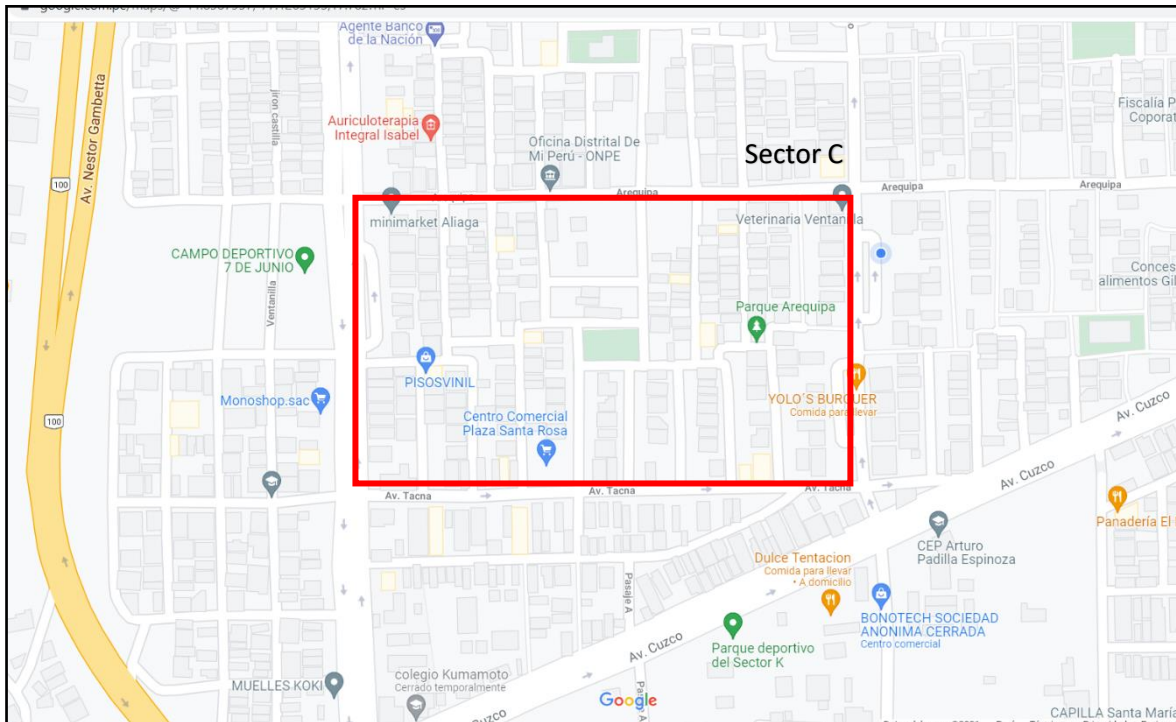 Agente Banco
de la Nación
Av. Nestor Gambetta
100
jiron castilla
Auriculoterapia
Integral Isabel
Oficina Distrital De
Mi Perú - ONPE
Sector C
Fiscalía P
Coporat
Arequipa
Arequipa
Arequipa
minimarket Aliaga
Veterinaria Ventanilla
CAMPO DEPORTIVO
7 DE JUNIO
Ventanilla
Conces
alimentos Gil
Parque Arequipa
PISOSVINIL
Monoshop.sac
YOLO´S BURGUER
Comida para llevar
Centro Comercial
Plaza Santa Rosa
100
Av. Cuzco
Av. Cuzco
Av. Tacna
Av. Tacna
Av. Tacna
Panadería El
CEP Arturo
Padilla Espinoza
Dulce Tentacion
Comida para llevar
• A domicilio
Pasaje A
BONOTECH SOCIEDAD
ANONIMA CERRADA
Centro comercial
Av. Cuzco
Parque deportivo
del Sector K
colegio Kumamoto
Cerrado temporalmente
MUELLES KOKI
Google
CAPILLA Santa Marí